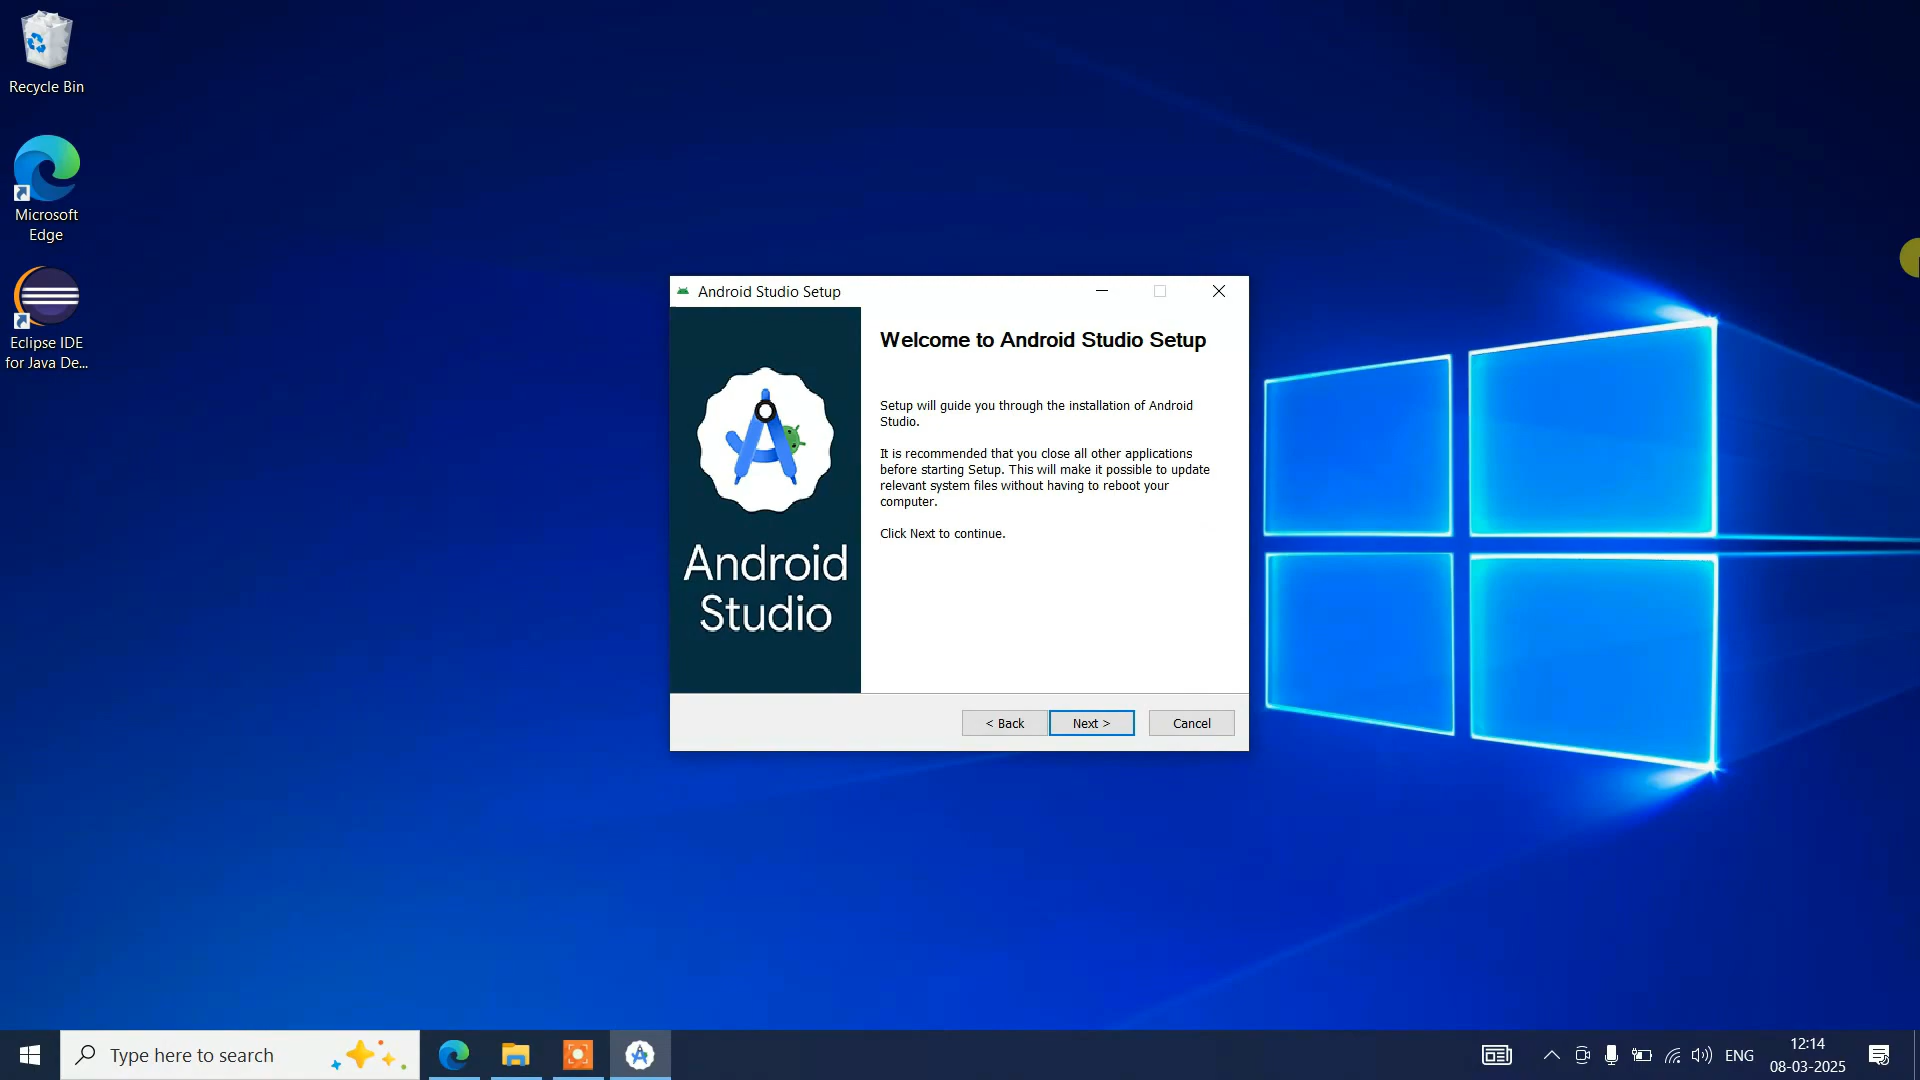 Recycle Bin
Microsoft
Edge
Eclipse IDE
for Java De...
Android Studio Setup
Android
Studio
Welcome to Android Studio Setup
Setup will guide you through the installation of Android
Studio.
It is recommended that you close all other applications
before starting Setup. This will make it possible to update
relevant system files without having to reboot your
computer.
Click Next to continue.
< Back
Next >
Cancel
Type here to search
ENG
12:14
08-03-2025